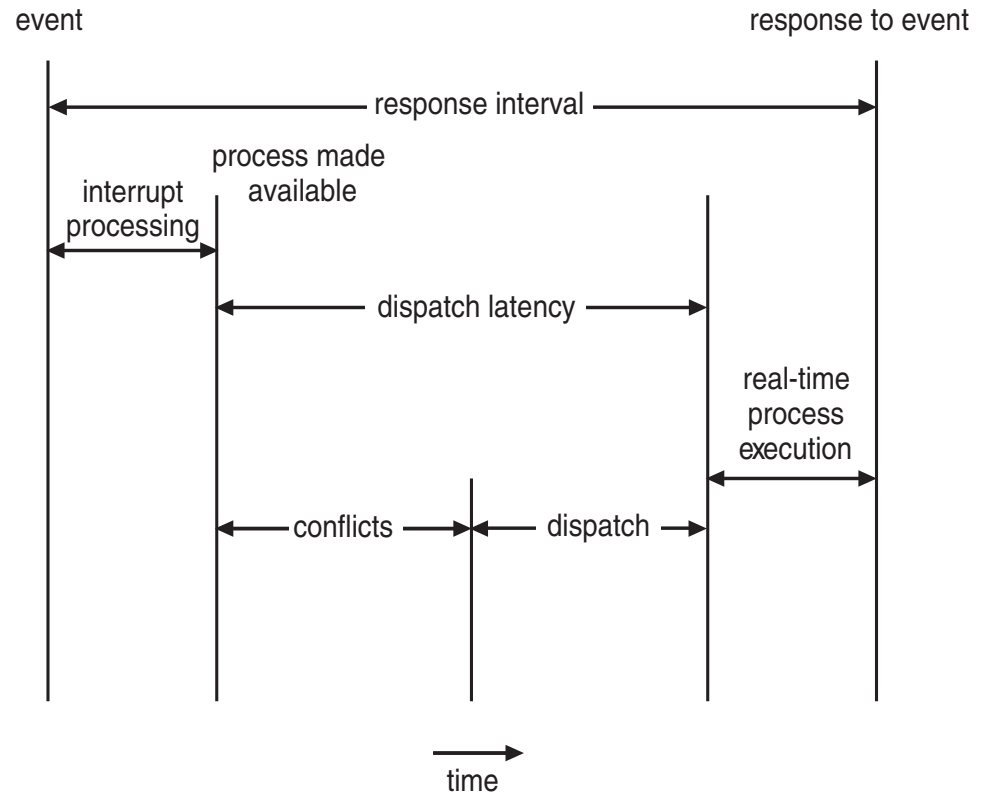 event
response to event
response interval
process made
available
interrupt
processing
dispatch latency
real-time
process
execution
conflicts
dispatch
time